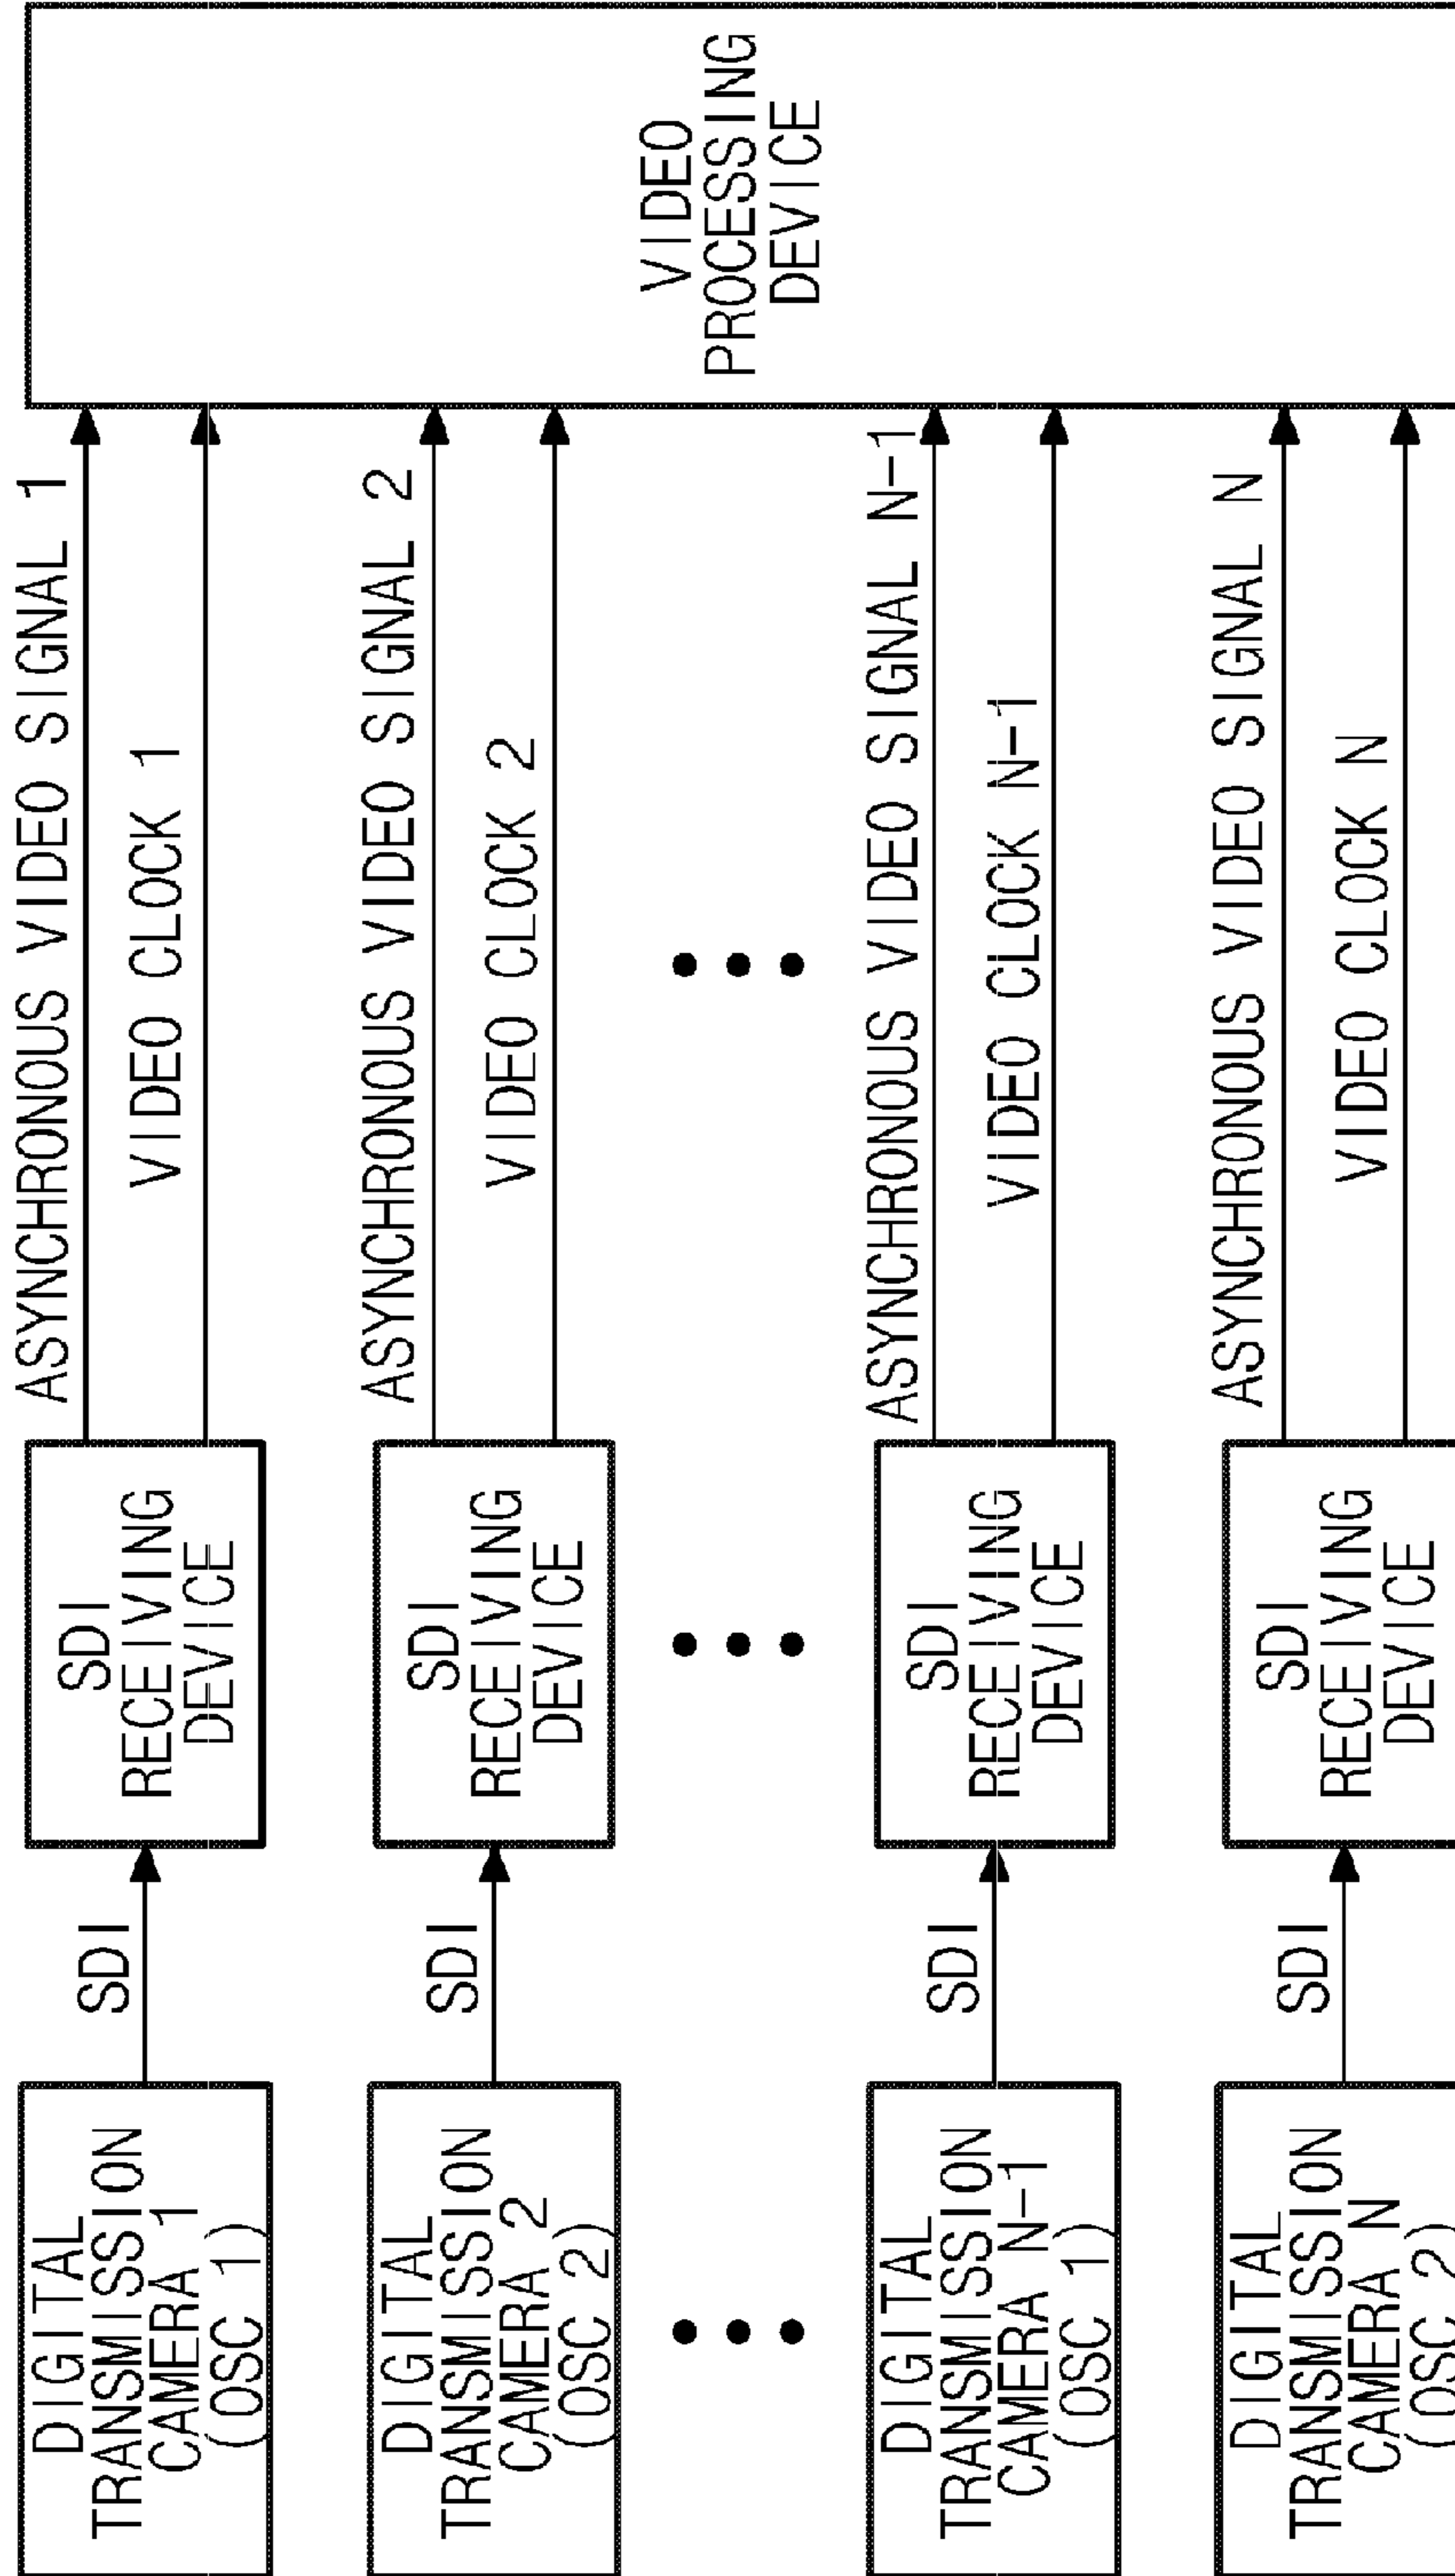 DIGITAL
TRANSMISSION
CAMERA 1
(OSC 1)
SDI
SDI
RECEIVING
DEVICE
ASYNCHRONOUS VIDEO SIGNAL 1
VIDEO CLOCK 1
DIGITAL
TRANSMISSION
CAMERA 2
(OSC 2)
SDI
SDI
RECEIVING
DEVICE
ASYNCHRONOUS VIDEO SIGNAL 2
VIDEO CLOCK 2
DIGITAL
TRANSMISSION
CAMERA N-1
(OSC 1)
SDI
SDI
RECEIVING
DEVICE
ASYNCHRONOUS VIDEO SIGNAL N-1
VIDEO CLOCK N-1
DIGITAL
TRANSMISSION
CAMERA N
(OSC 2)
SDI
SDI
RECEIVING
DEVICE
ASYNCHRONOUS VIDEO SIGNAL N
VIDEO CLOCK N
VIDEO
PROCESSING
DEVICE